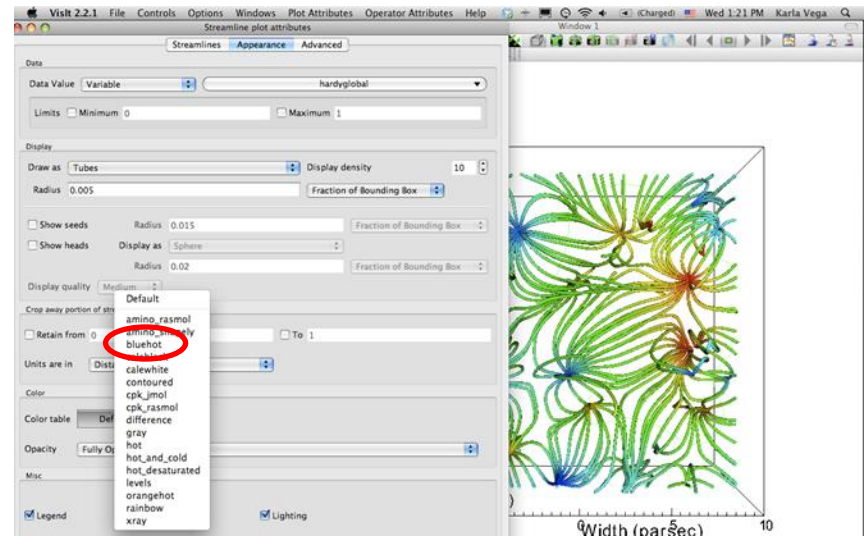 VisIt 2.2.1 File Controls Options Windows Plot Attributes Operator Attributes Help (Charged) Wed 1:21 PM Karla Vega
Streamline plot attributes
Window 1
Streamlines Appearance Advanced
Data
Data Value Variable hardyglobal
Limits Minimum 0 Maximum 1
Display
Draw as Tubes Display density 10
Radius 0.005 Fraction of Bounding Box
Show seeds Radius 0.015 Fraction of Bounding Box
Show heads Display as Sphere
Radius 0.02 Fraction of Bounding Box
Display quality Medium
Default
Crop away portion of
amino_rasmol
amino_shapely
Retain from 0 To 1
bluehot
Units are in
calewhite
contoured
Color
cpk_jmol
cpk_rasmol
Color table
difference
gray
Opacity Fully
hot
hot_and_cold
Misc
hot_desaturated
levels
orangehot
Legend Lighting
rainbow
xray
0 5 10
Width (parsec)